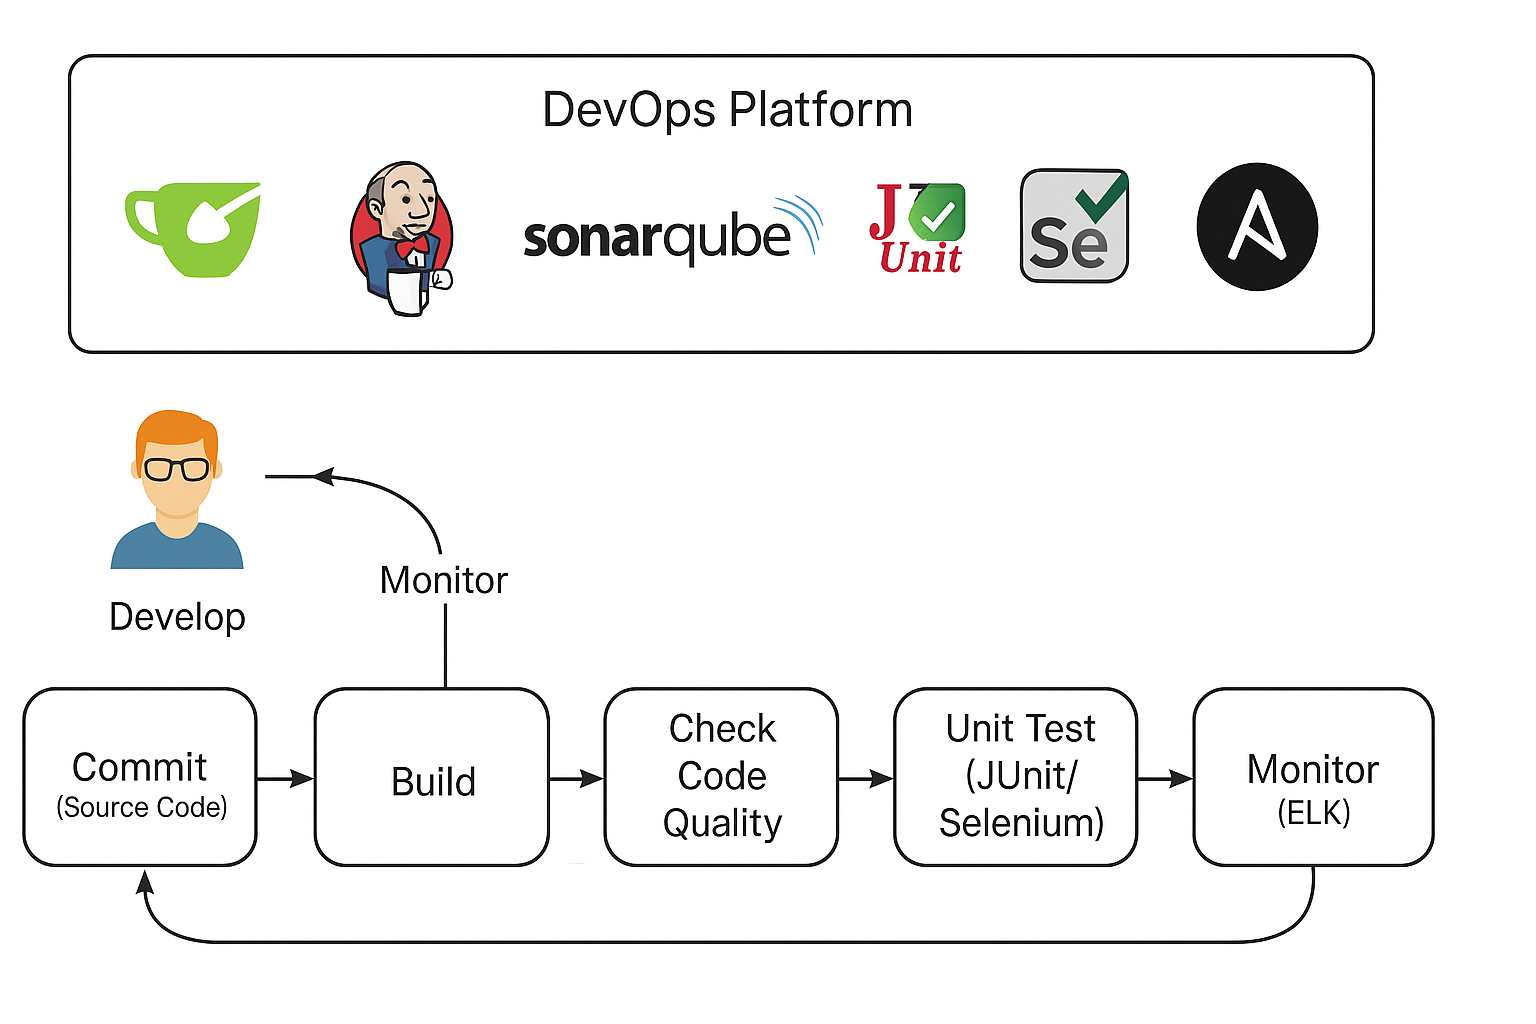 DevOps Platform
sonarqube
J
Unit
Se
Develop
Monitor
Commit
(Source Code)
Build
Check
Code
Quality
Unit Test
(JUnit/
Selenium)
Monitor
(ELK)